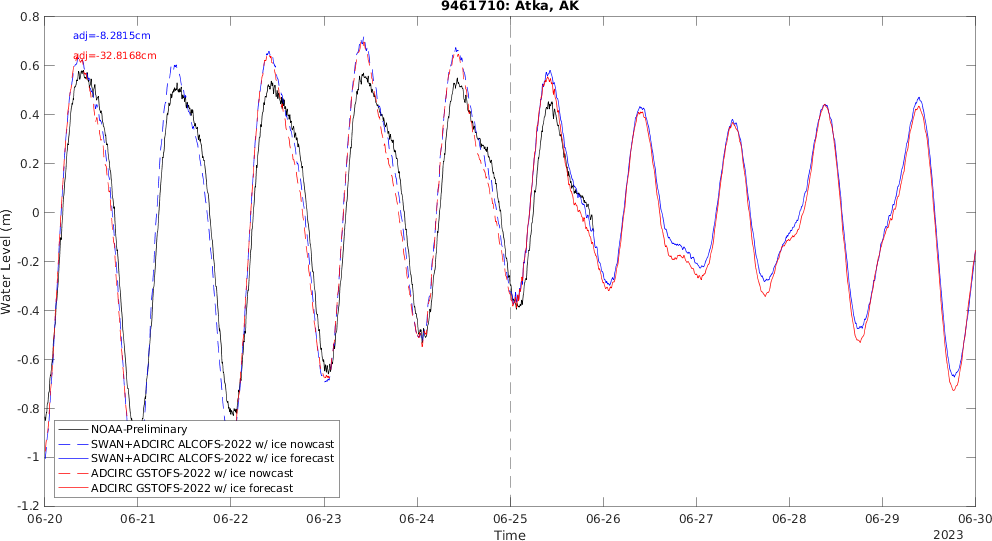 9461710: Atka, AK
adj=-8.2815cm
adj=-32.8168cm
Water Level (m)
0.8
0.6
0.4
0.2
0
-0.2
-0.4
-0.6
-0.8
-1
-1.2
NOAA-Preliminary
SWAN+ADCIRC ALCOFS-2022 w/ ice nowcast
SWAN+ADCIRC ALCOFS-2022 w/ ice forecast
ADCIRC GSTOFS-2022 w/ ice nowcast
ADCIRC GSTOFS-2022 w/ ice forecast
06-20 06-21 06-22 06-23 06-24 06-25 06-26 06-27 06-28 06-29 06-30
Time
2023